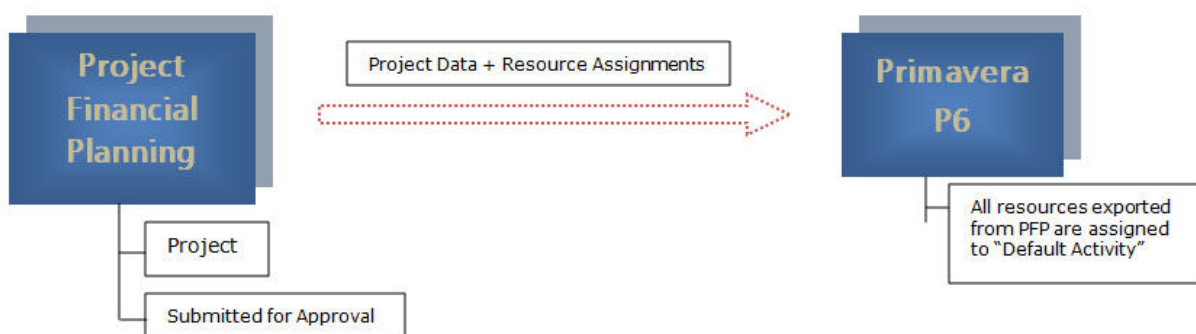 Project
Financial
Planning
Project Data + Resource Assignments
Primavera
P6
Project
Submitted for Approval
All resources exported
from PFP are assigned
to “Default Activity”